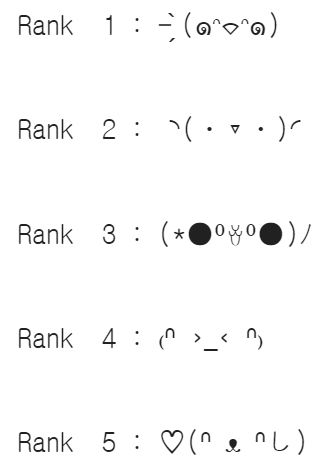 Rank 1 : −̗̀(๑ᵔ⌔ᵔ๑)
Rank 2 : ◝(・▿・)◜
Rank 3 : (*●⁰ꈊ⁰●)ﾉ
Rank 4 : ₍ᐢ ›_‹ ᐢ₎
Rank 5 : ♡(ᐢ ᴥ ᐢし)